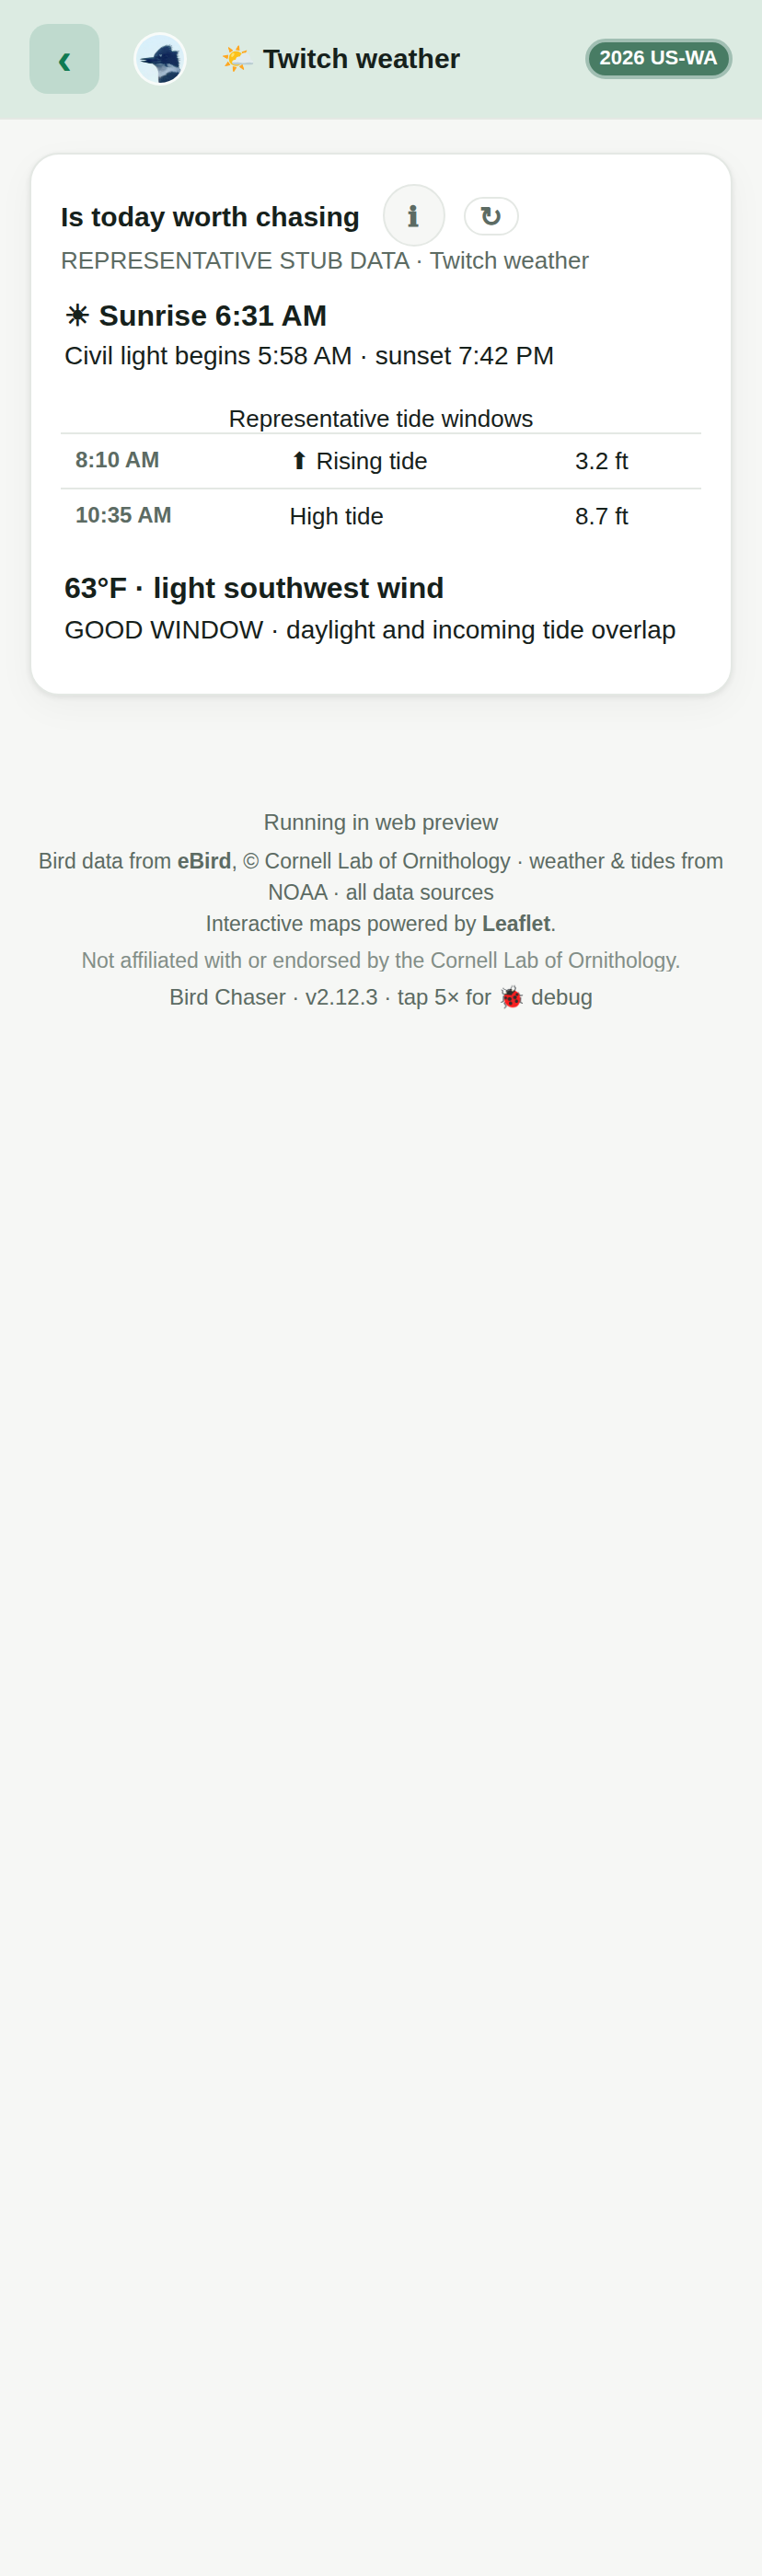 ‹ 🌤️ Twitch weather 2026 US-WA
Is today worth chasing ℹ ↻
REPRESENTATIVE STUB DATA · Twitch weather
☀ Sunrise 6:31 AM
Civil light begins 5:58 AM · sunset 7:42 PM
Representative tide windows
8:10 AM ⬆ Rising tide 3.2 ft
10:35 AM High tide 8.7 ft
63°F · light southwest wind
GOOD WINDOW · daylight and incoming tide overlap
Running in web preview
Bird data from eBird, © Cornell Lab of Ornithology · weather & tides from
NOAA · all data sources
Interactive maps powered by Leaflet.
Not affiliated with or endorsed by the Cornell Lab of Ornithology.
Bird Chaser · v2.12.3 · tap 5× for 🐞 debug